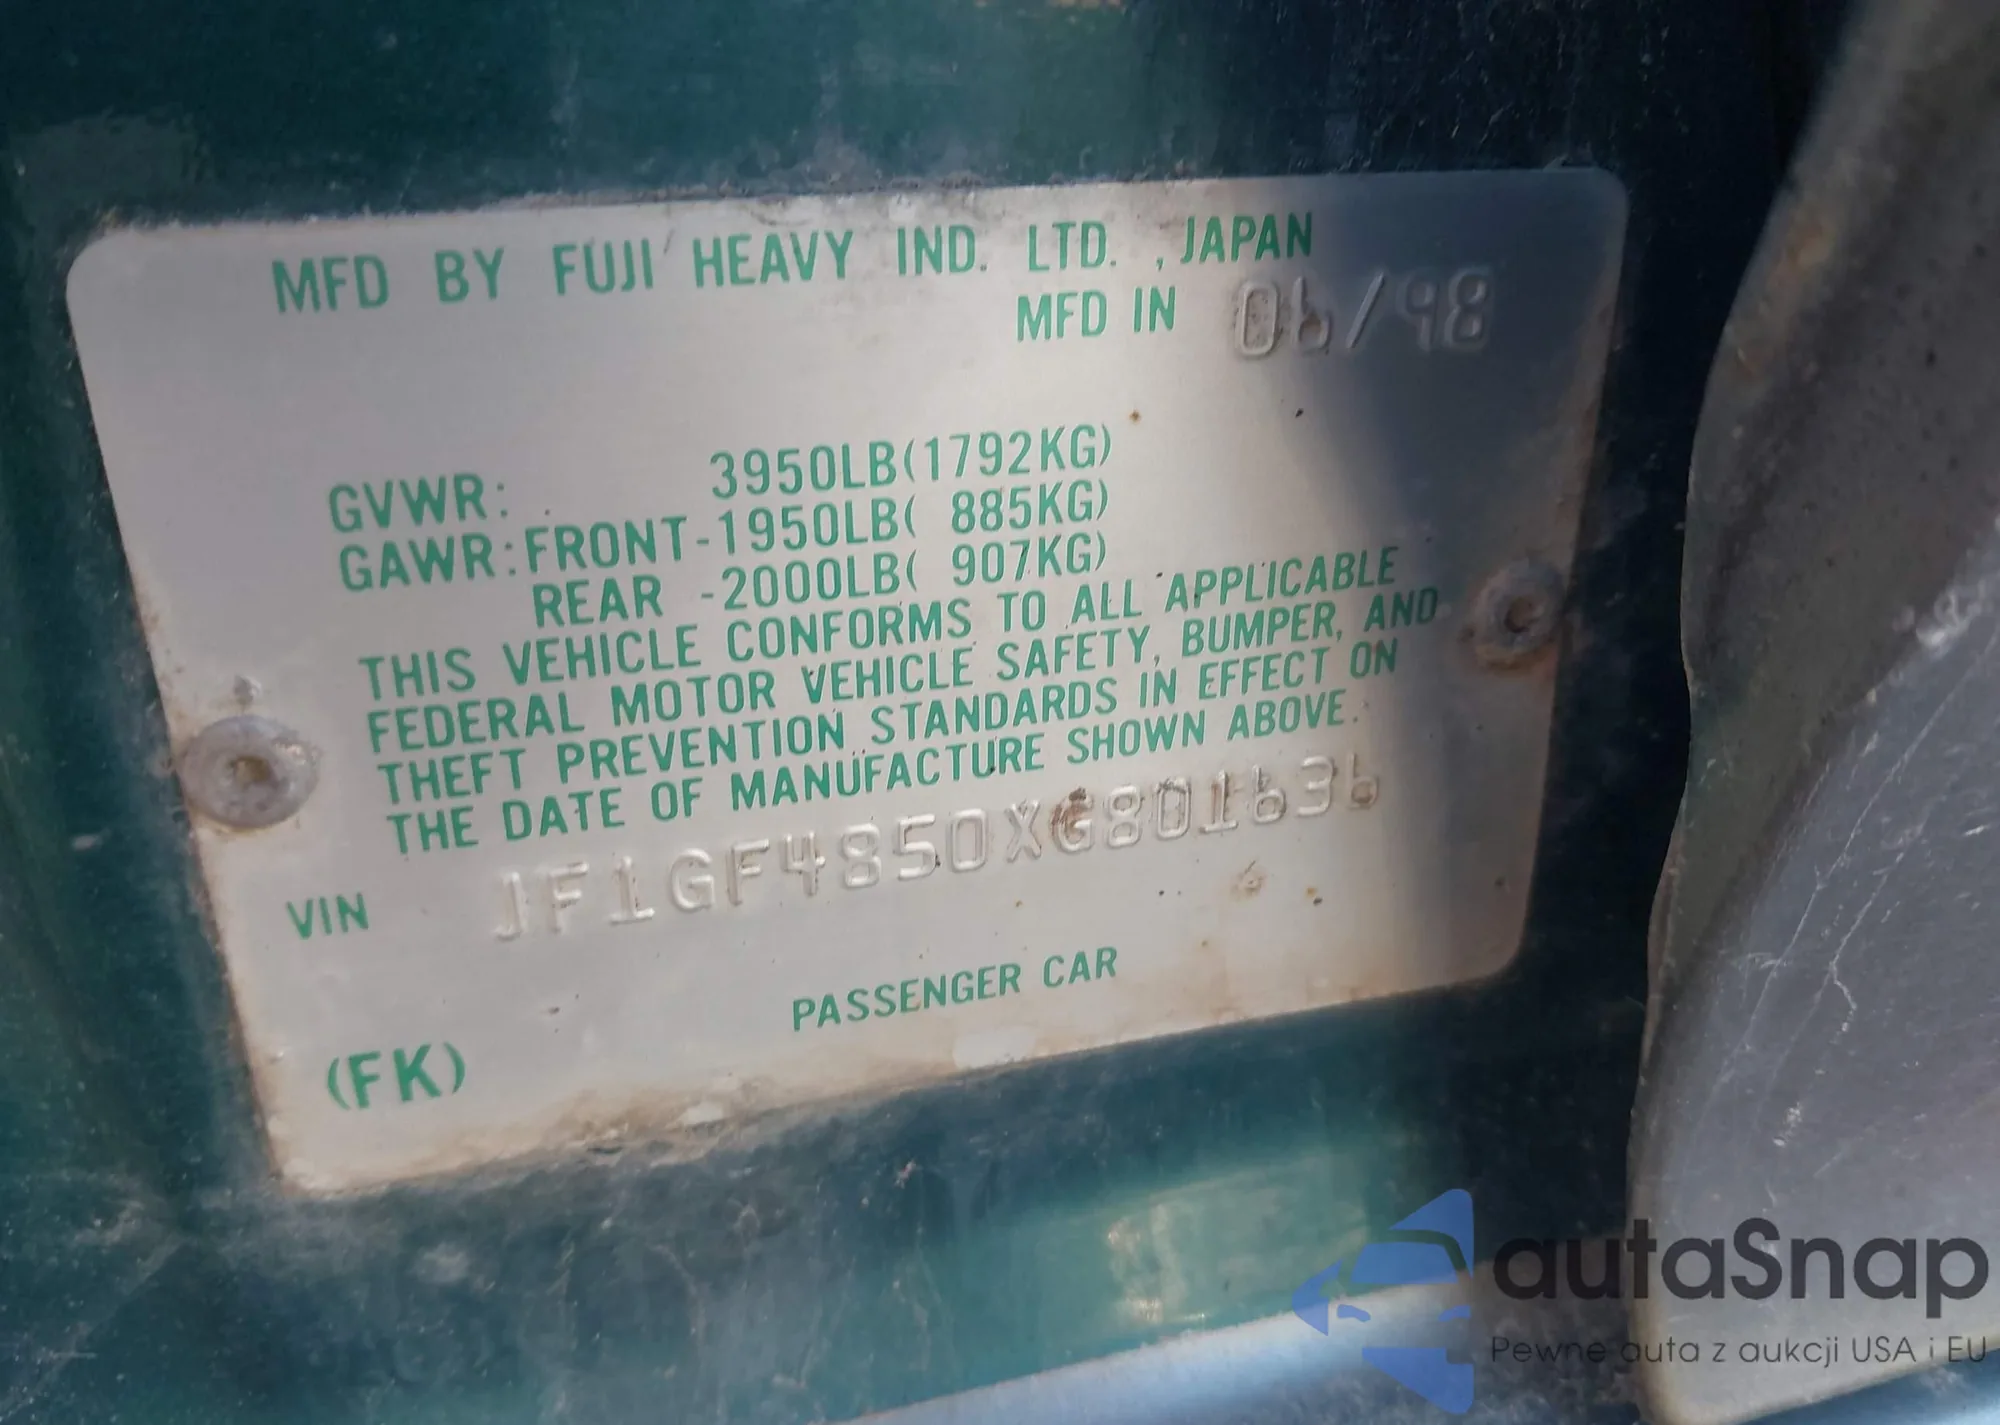 MFD BY FUJI HEAVY IND. LTD. , JAPAN
MFD IN 06/98
GVWR: 3950LB(1792KG)
GAWR:FRONT-1950LB( 885KG)
REAR -2000LB( 907KG)
THIS VEHICLE CONFORMS TO ALL APPLICABLE
FEDERAL MOTOR VEHICLE SAFETY, BUMPER, AND
THEFT PREVENTION STANDARDS IN EFFECT ON
THE DATE OF MANUFACTURE SHOWN ABOVE.
VIN JF1GF4850XG801636
PASSENGER CAR
(FK)
autaSnap
Pewne auta z aukcji USA i EU